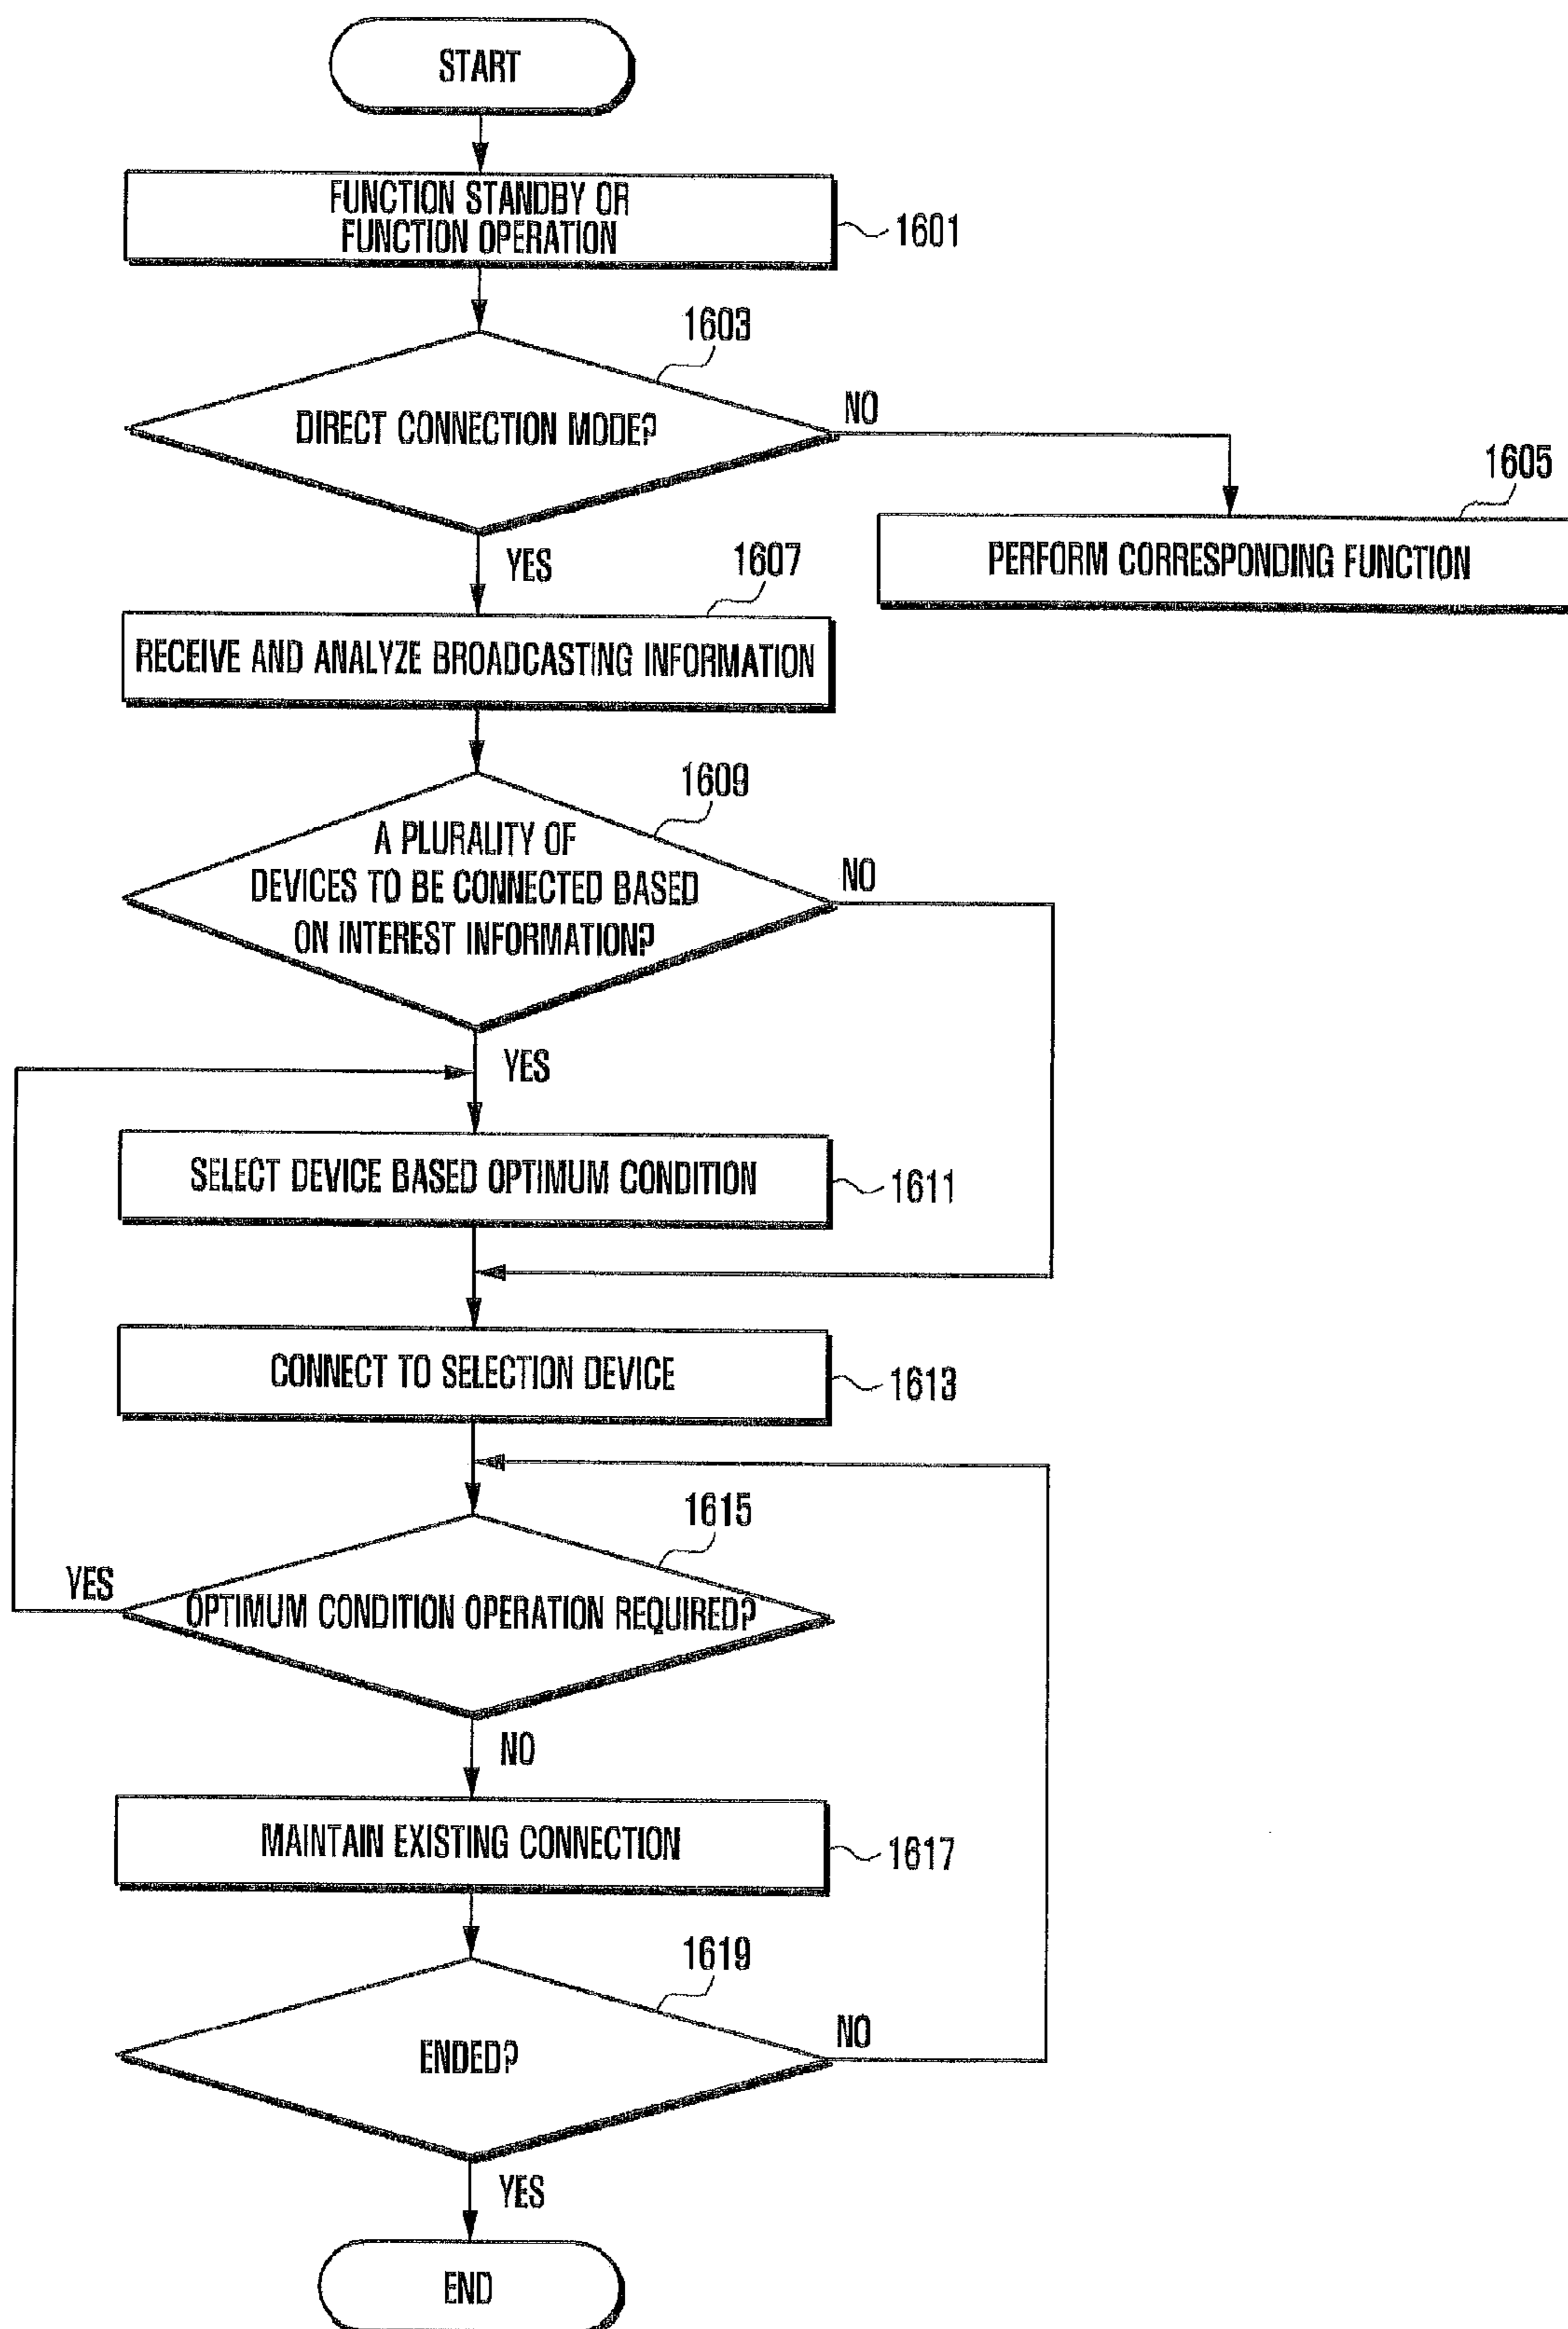 START
FUNCTION STANDBY OR
FUNCTION OPERATION
1601
1603
DIRECT CONNECTION MODE?
NO
1605
PERFORM CORRESPONDING FUNCTION
YES
1607
RECEIVE AND ANALYZE BROADCASTING INFORMATION
1609
A PLURALITY OF
DEVICES TO BE CONNECTED BASED
ON INTEREST INFORMATION?
NO
YES
SELECT DEVICE BASED OPTIMUM CONDITION
1611
CONNECT TO SELECTION DEVICE
1613
1615
YES
OPTIMUM CONDITION OPERATION REQUIRED?
NO
MAINTAIN EXISTING CONNECTION
1617
1619
ENDED?
NO
YES
END